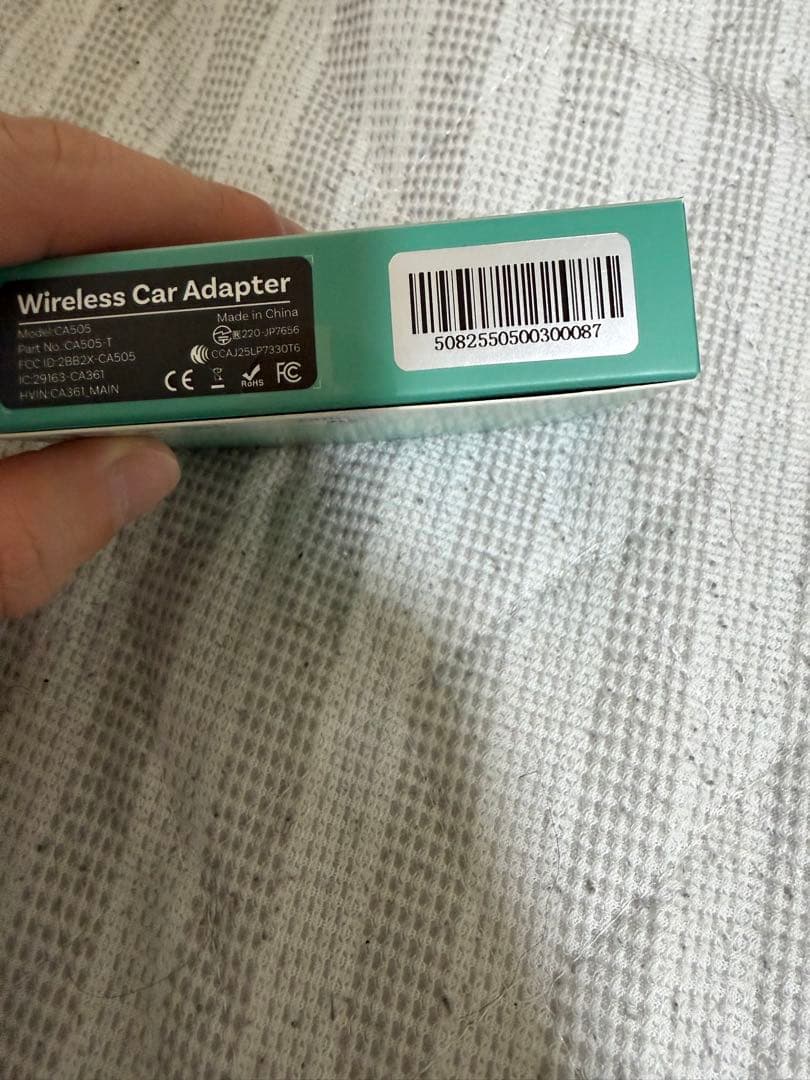 Wireless Car Adapter
Model:CA505
Part No. CA505-T
FCC ID:2BB2X-CA505
IC:29163-CA361
HVIN:CA361_MAIN
Made in China
R 220-JP7656
CCAJ25LP7330T6
CE
RoHS
FC
5082550500300087